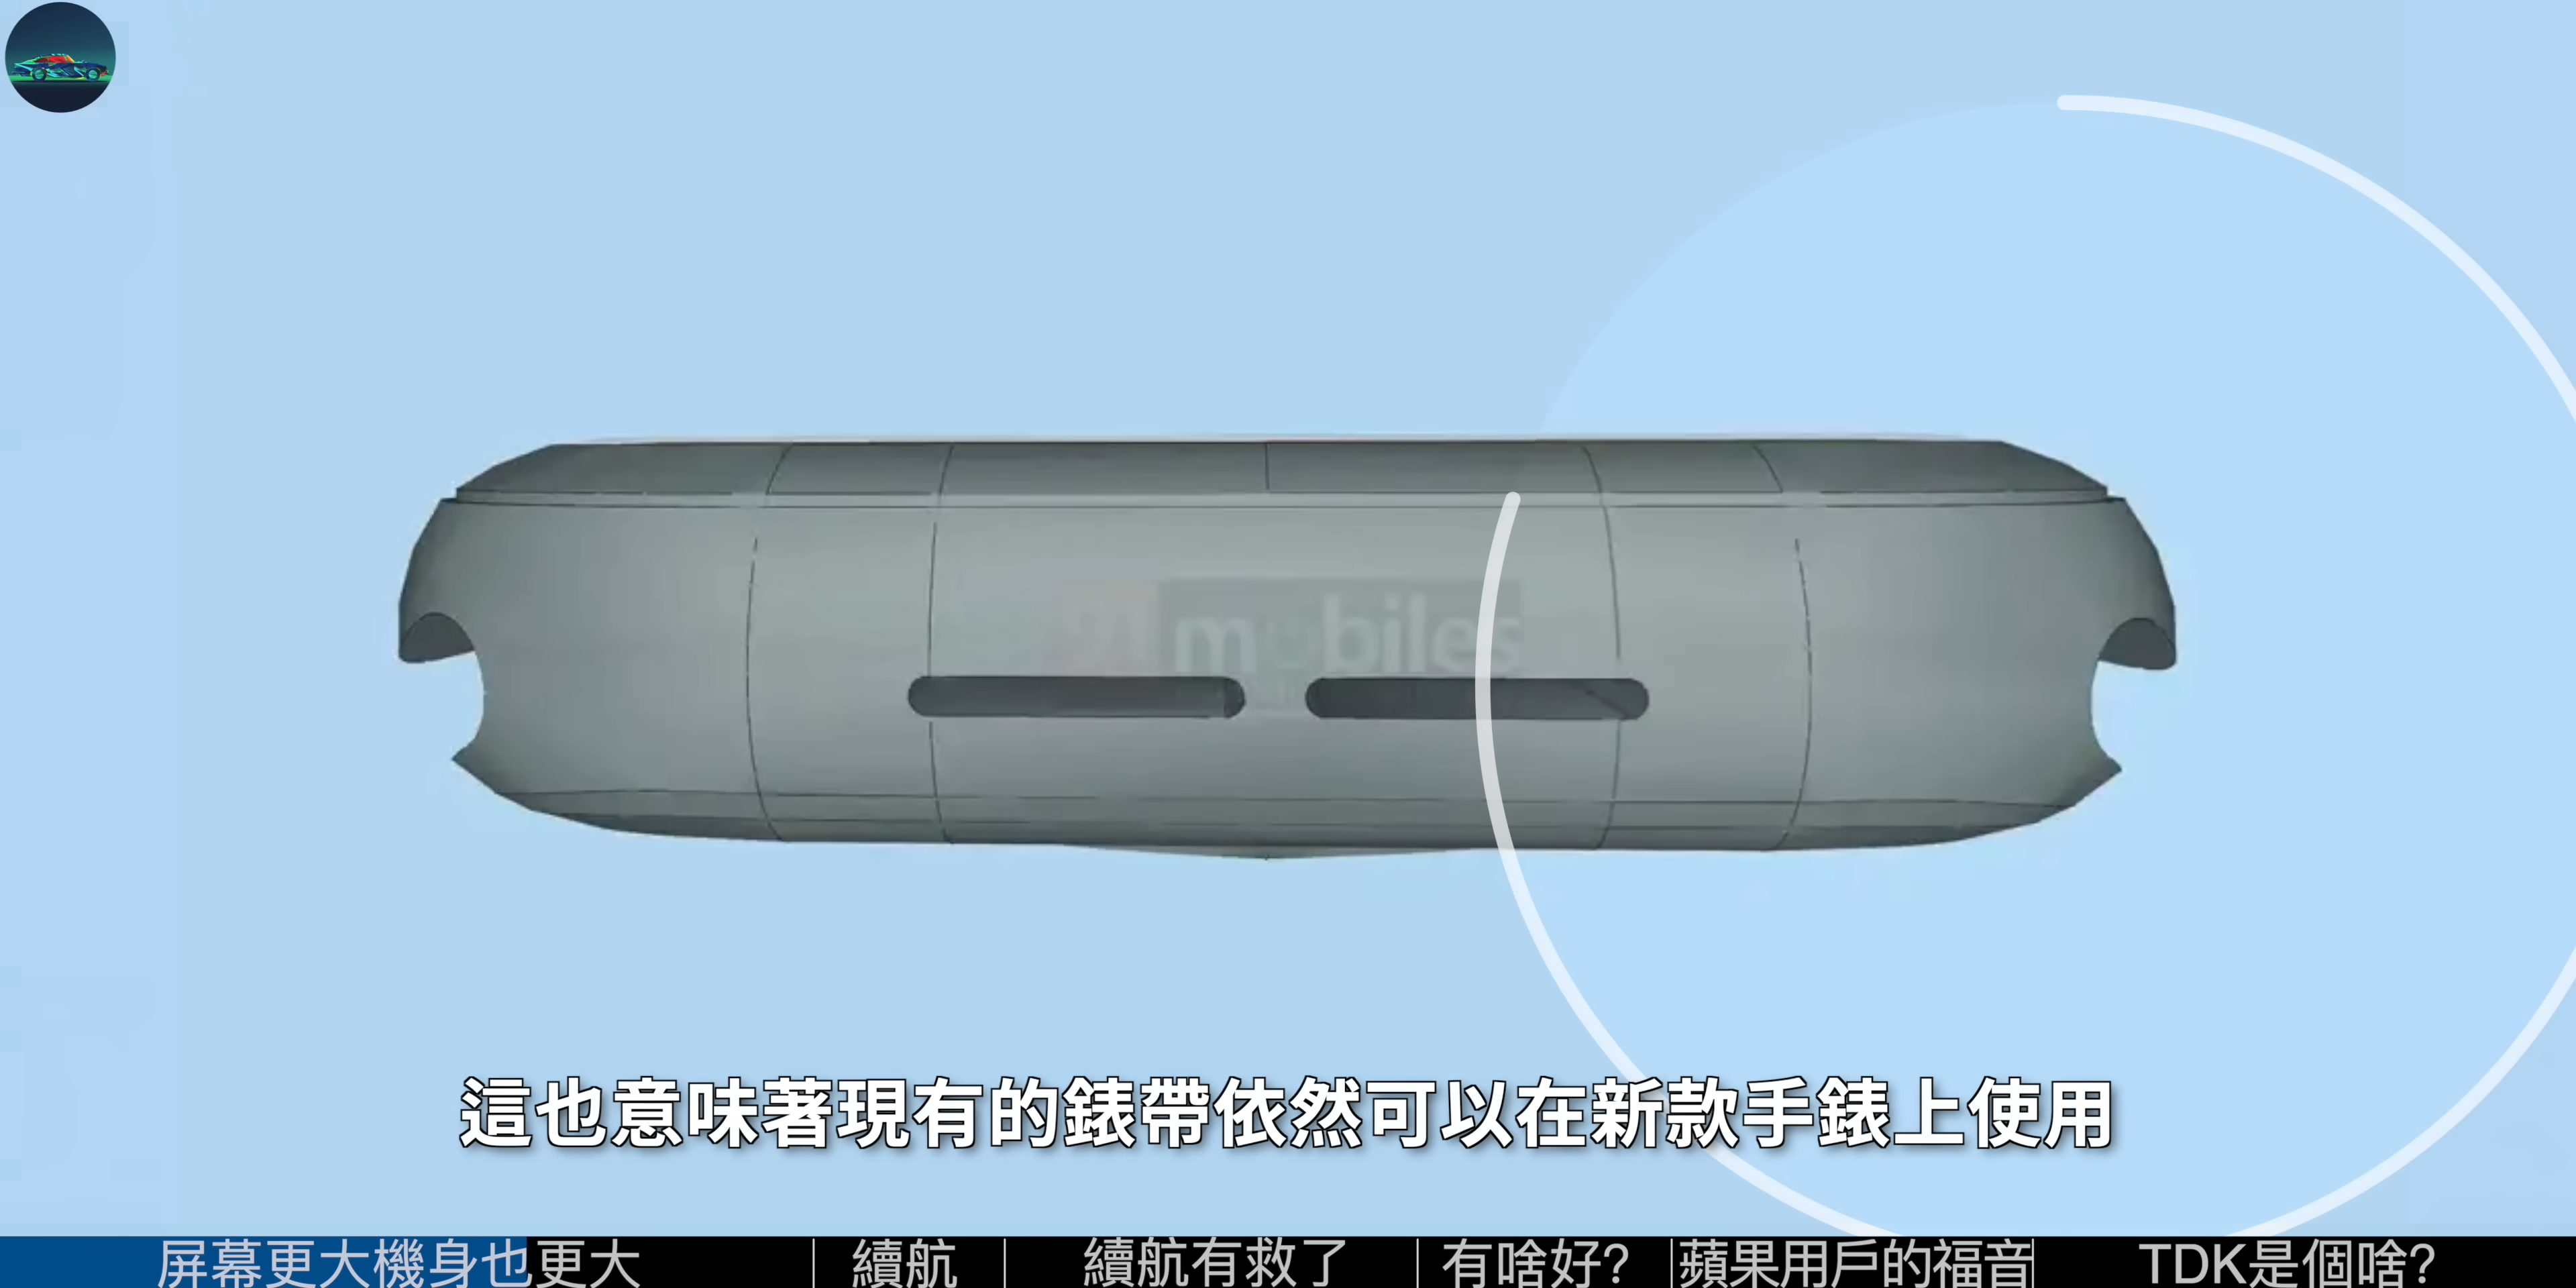 91mobiles
這也意味著現有的錶帶依然可以在新款手錶上使用
屏幕更大機身也更大
續航
續航有救了
有啥好?
蘋果用戶的福音
TDK是個啥?